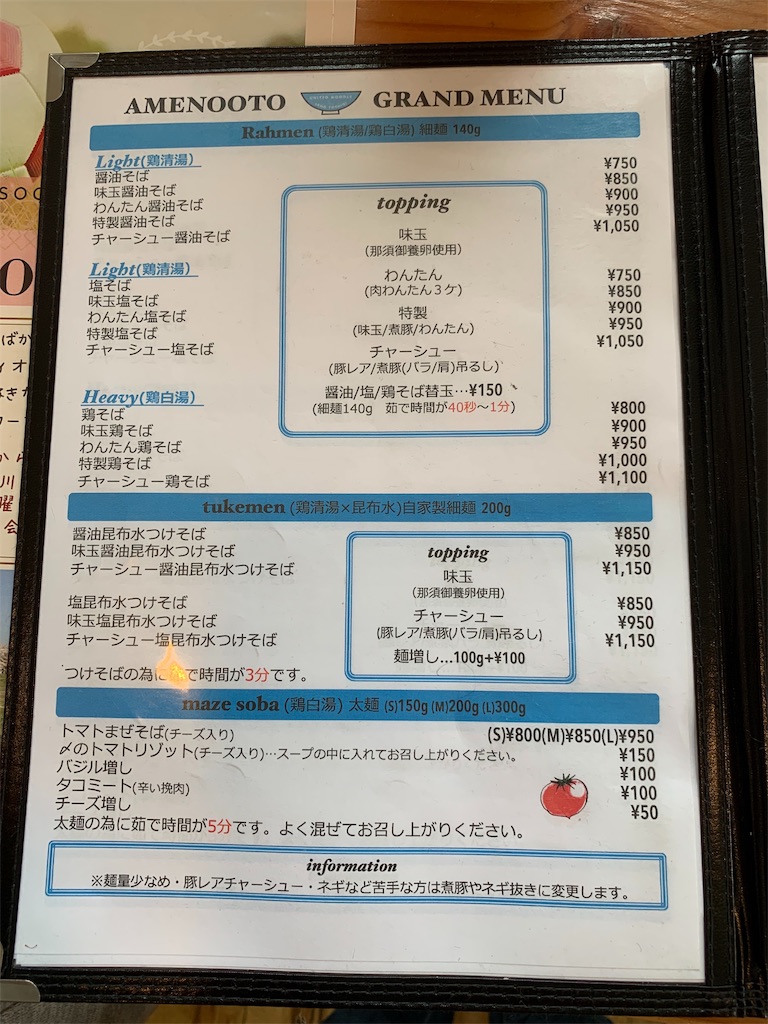 AMENOOTO GRAND MENU
Rahmen (鶏清湯/鶏白湯) 細麺 140g
Light(鶏清湯)
醤油そば ¥750
味玉醤油そば ¥850
わんたん醤油そば ¥900
特製醤油そば ¥950
チャーシュー醤油そば ¥1,050
Light(鶏清湯)
塩そば ¥750
味玉塩そば ¥850
わんたん塩そば ¥900
特製塩そば ¥950
チャーシュー塩そば ¥1,050
topping
味玉
(那須御養卵使用)
わんたん
(肉わんたん３ケ)
特製
(味玉/煮豚/わんたん)
チャーシュー
(豚レア/煮豚(バラ/肩)吊るし)
醤油/塩/鶏そば替玉…¥150
(細麺140g 茹で時間が40秒～1分)
Heavy(鶏白湯)
鶏そば ¥800
味玉鶏そば ¥900
わんたん鶏そば ¥950
特製鶏そば ¥1,000
チャーシュー鶏そば ¥1,100
tukemen (鶏清湯×昆布水)自家製細麺 200g
醤油昆布水つけそば ¥850
味玉醤油昆布水つけそば ¥950
チャーシュー醤油昆布水つけそば ¥1,150
塩昆布水つけそば ¥850
味玉塩昆布水つけそば ¥950
チャーシュー塩昆布水つけそば ¥1,150
つけそばの為に茹で時間が3分です。
topping
味玉
(那須御養卵使用)
チャーシュー
(豚レア/煮豚(バラ/肩)吊るし)
麺増し…100g+¥100
maze soba (鶏白湯) 太麺 (S)150g (M)200g (L)300g
トマトまぜそば(チーズ入り) (S)¥800(M)¥850(L)¥950
〆のトマトリゾット(チーズ入り)…スープの中に入れてお召し上がりください。 ¥150
バジル増し ¥100
タコミート(辛い挽肉) ¥100
チーズ増し ¥50
太麺の為に茹で時間が5分です。よく混ぜてお召し上がりください。
information
※麺量少なめ・豚レアチャーシュー・ネギなど苦手な方は煮豚やネギ抜きに変更します。